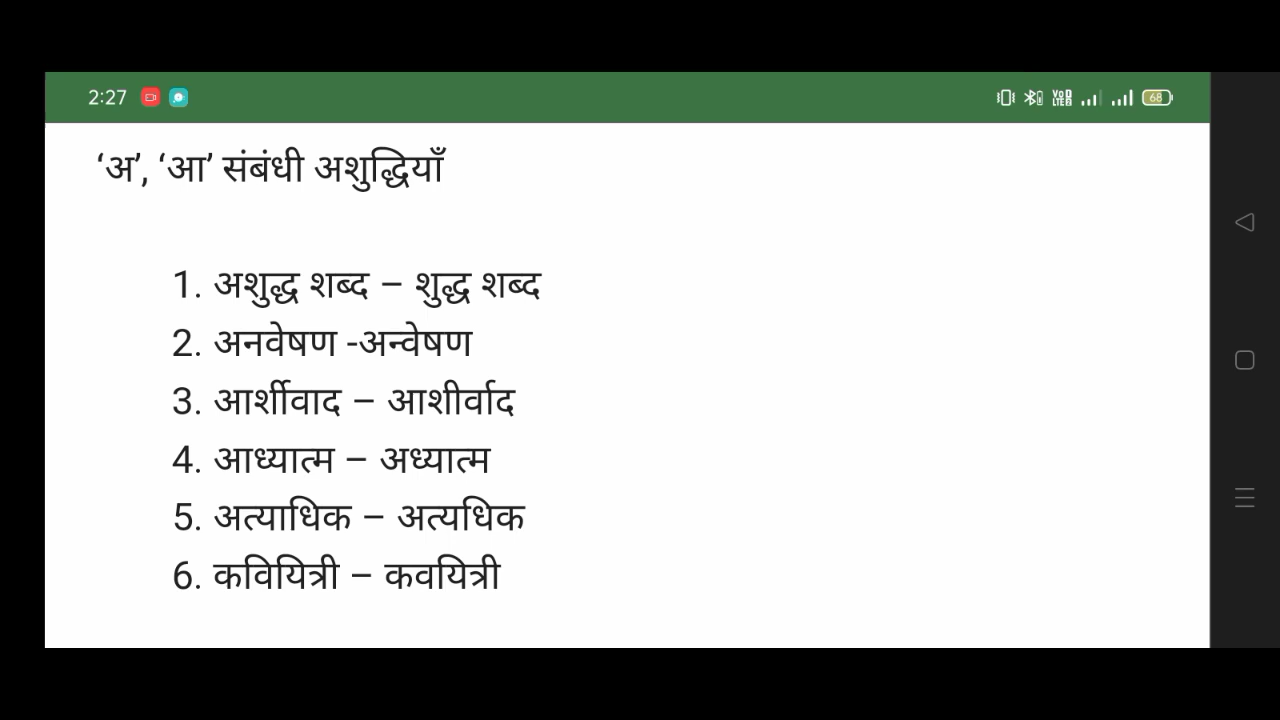 2:27 68
‘अ’, ‘आ’ संबंधी अशुद्धियाँ
1. अशुद्ध शब्द – शुद्ध शब्द
2. अनवेषण -अन्वेषण
3. आर्शीवाद – आशीर्वाद
4. आध्यात्म – अध्यात्म
5. अत्याधिक – अत्यधिक
6. कवियित्री – कवयित्री